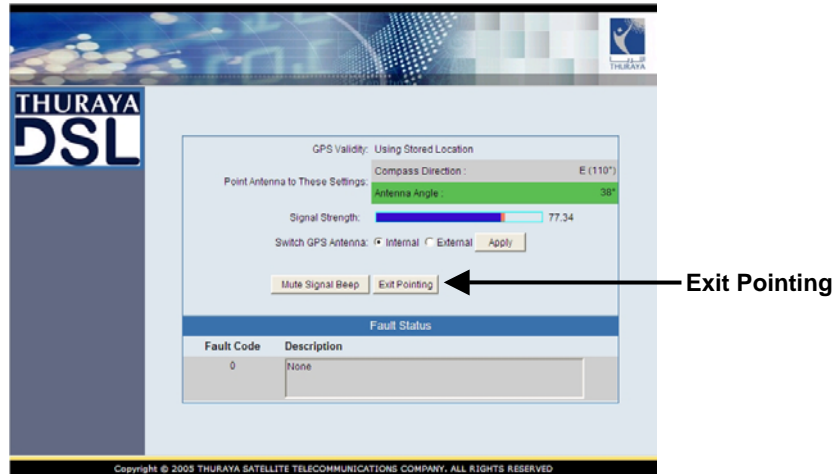 الثريا
THURAYA
THURAYA
DSL
GPS Validity: Using Stored Location
Point Antenna to These Settings:
Compass Direction : E (110°)
Antenna Angle : 38°
Signal Strength: 77.34
Switch GPS Antenna: Internal External Apply
Mute Signal Beep Exit Pointing
Exit Pointing
Fault Status
Fault Code Description
0 None
Copyright © 2005 THURAYA SATELLITE TELECOMMUNICATIONS COMPANY. ALL RIGHTS RESERVED